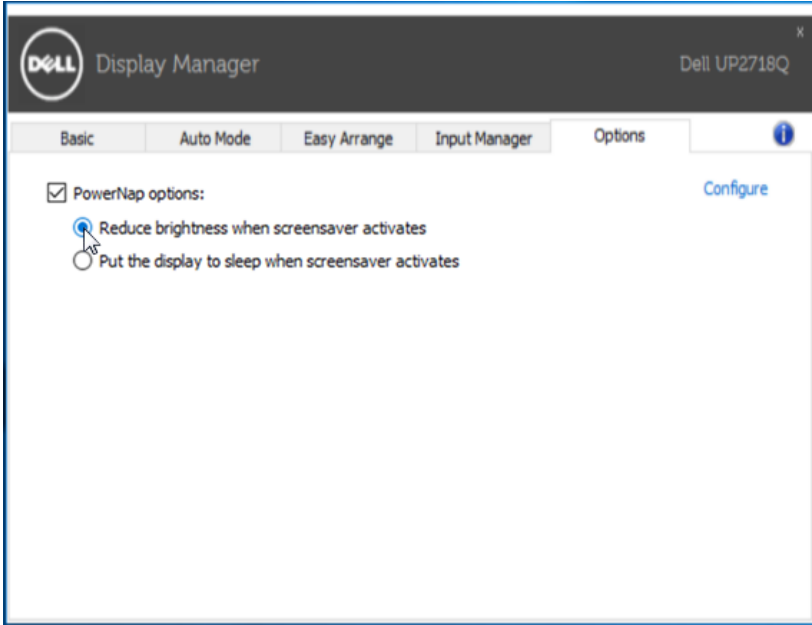 x
DELL Display Manager Dell UP2718Q
Basic Auto Mode Easy Arrange Input Manager Options i
PowerNap options: Configure
Reduce brightness when screensaver activates
Put the display to sleep when screensaver activates